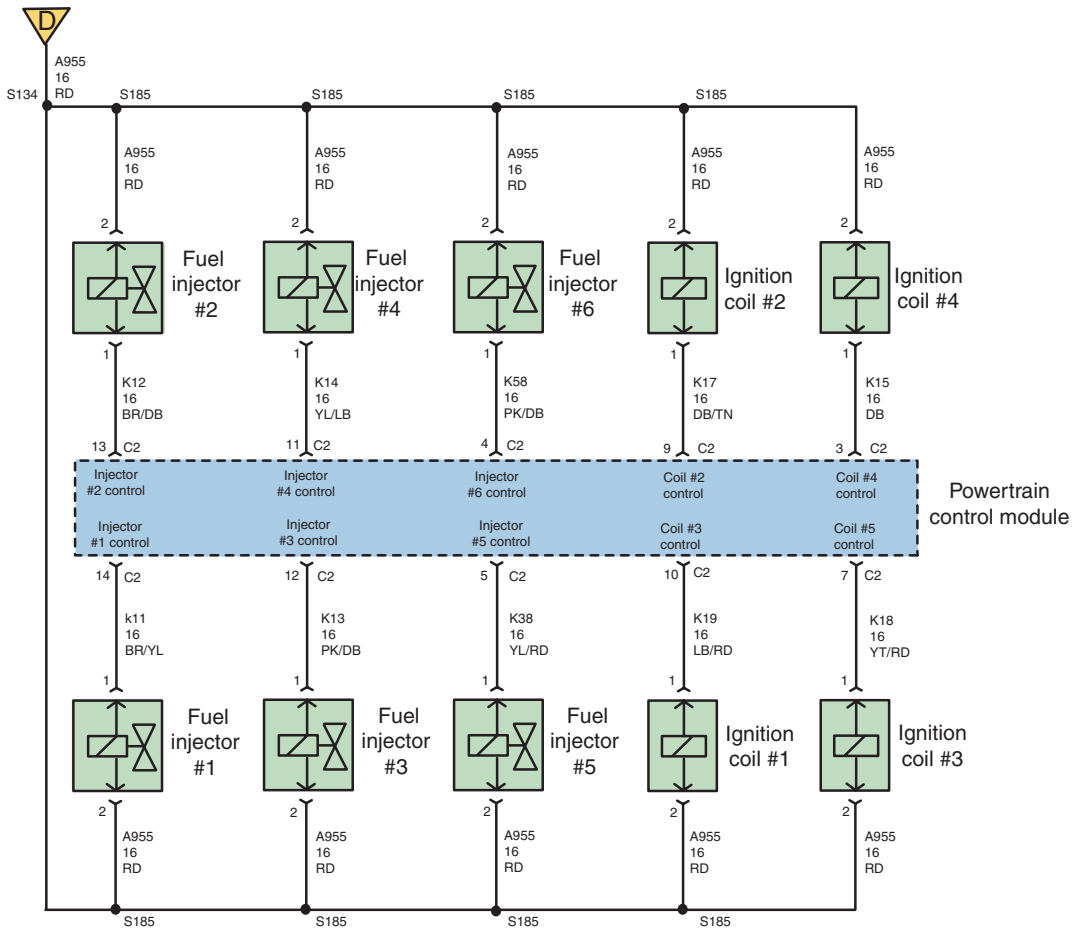 D
A955
16
RD
S134
S185
S185
S185
S185
A955
16
RD
A955
16
RD
A955
16
RD
A955
16
RD
A955
16
RD
2
2
2
2
2
Fuel
injector
#2
Fuel
injector
#4
Fuel
injector
#6
Ignition
coil #2
Ignition
coil #4
1
1
1
1
1
K12
16
BR/DB
K14
16
YL/LB
K58
16
PK/DB
K17
16
DB/TN
K15
16
DB
13 C2
11 C2
4 C2
9 C2
3 C2
Injector
#2 control
Injector
#4 control
Injector
#6 control
Coil #2
control
Coil #4
control
Powertrain
control module
Injector
#1 control
Injector
#3 control
Injector
#5 control
Coil #3
control
Coil #5
control
14 C2
12 C2
5 C2
10 C2
7 C2
k11
16
BR/YL
K13
16
PK/DB
K38
16
YL/RD
K19
16
LB/RD
K18
16
YT/RD
1
1
1
1
1
Fuel
injector
#1
Fuel
injector
#3
Fuel
injector
#5
Ignition
coil #1
Ignition
coil #3
2
2
2
2
2
A955
16
RD
A955
16
RD
A955
16
RD
A955
16
RD
A955
16
RD
S185
S185
S185
S185